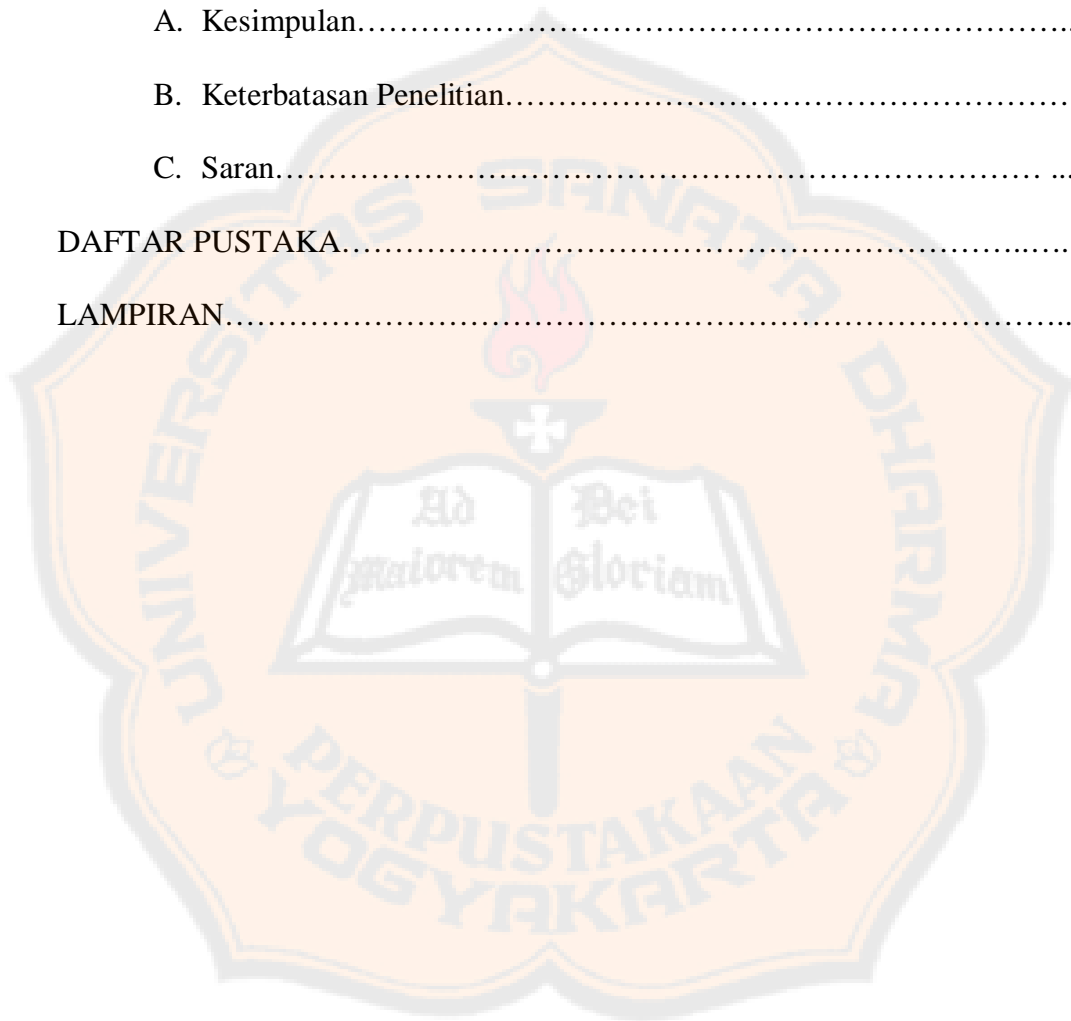 A. Kesimpulan……………………………………………………………..
B. Keterbatasan Penelitian………………………………………………
C. Saran………………………………………………………………… ...
DAFTAR PUSTAKA…………………………………………………………..…..
LAMPIRAN………………………………………………………………………..
UNIVERSITAS SANATA DHARMA
Ad Dei
Maiorem Gloriam
PERPUSTAKAAN
YOGYAKARTA